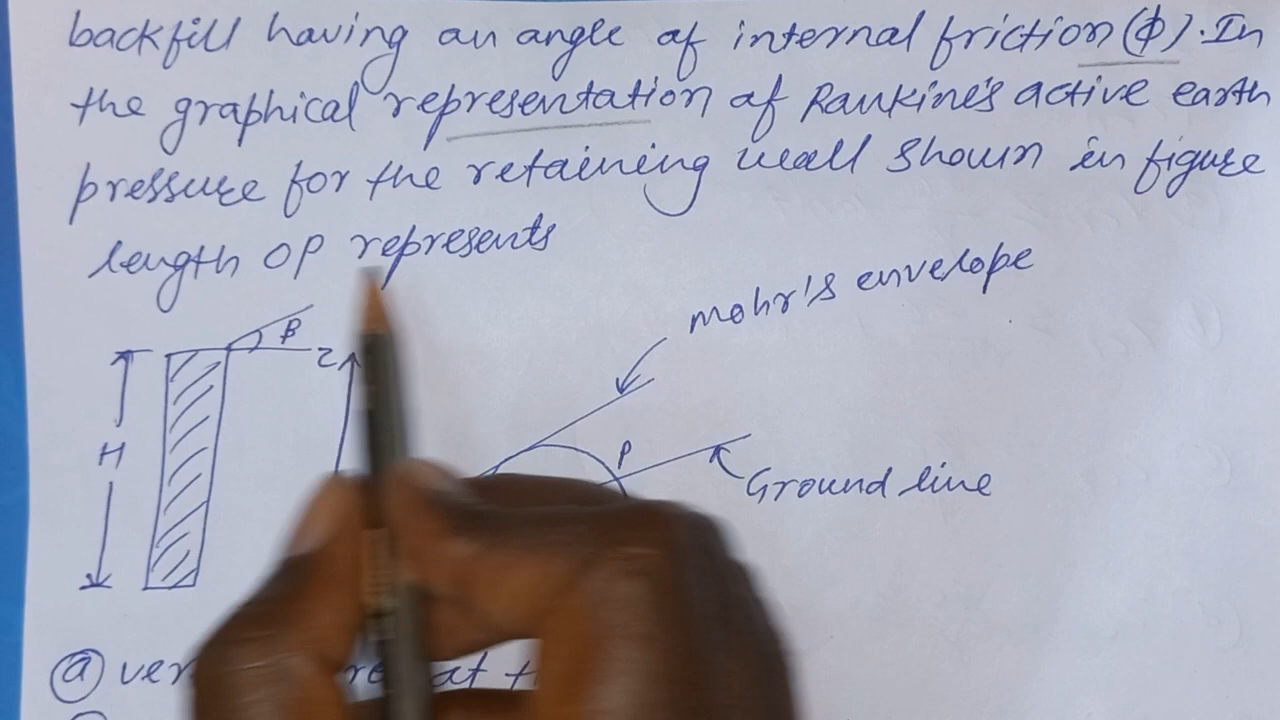 backfill having an angle of internal friction (ϕ). In
the graphical representation of Rankine's active earth
pressure for the retaining wall shown in figure
length OP represents
mohr's envelope
β
τ
H
P
Ground line
ⓐ at